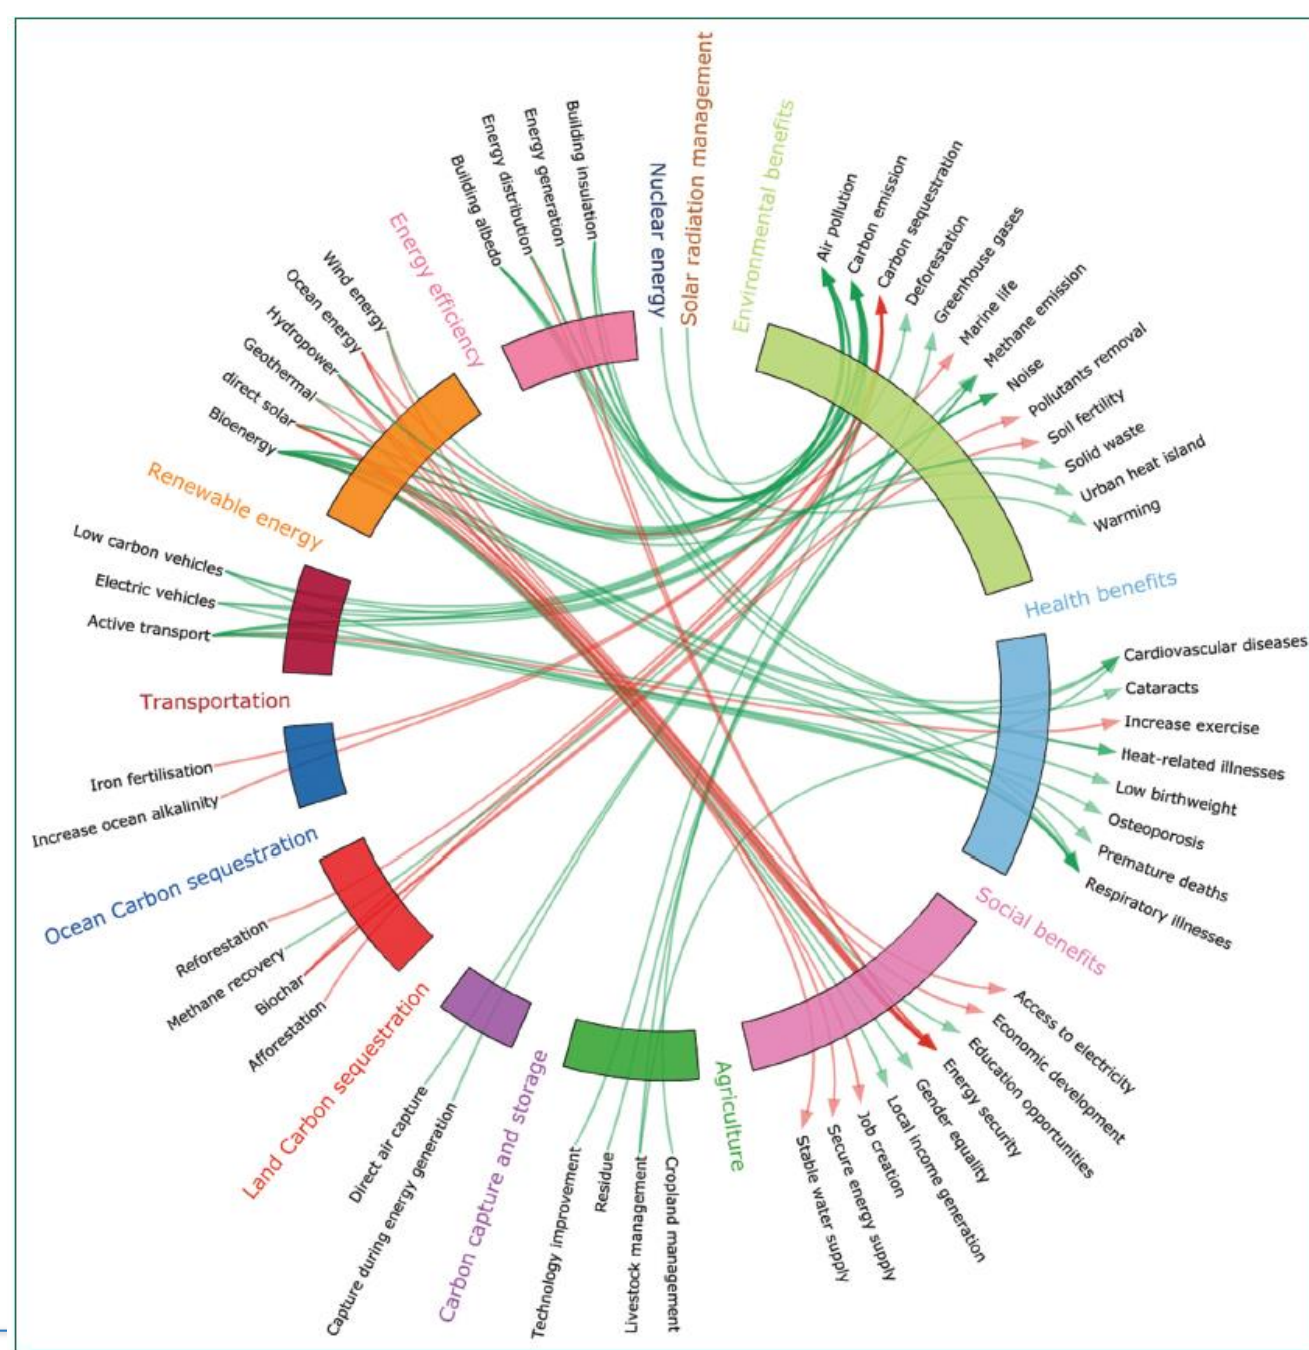 Solar radiation management
Nuclear energy
Environmental benefits
Air pollution
Carbon emission
Carbon sequestration
Deforestation
Greenhouse gases
Marine life
Methane emission
Noise
Pollutants removal
Soil fertility
Solid waste
Urban heat island
Warming
Health benefits
Cardiovascular diseases
Cataracts
Increase exercise
Heat-related illnesses
Low birthweight
Osteoporosis
Premature deaths
Respiratory illnesses
Social benefits
Access to electricity
Economic development
Education opportunities
Energy security
Gender equality
Local income generation
Job creation
Secure energy supply
Stable water supply
Agriculture
Cropland management
Livestock management
Residue
Technology improvement
Carbon capture and storage
Capture during energy generation
Direct air capture
Land Carbon sequestration
Afforestation
Biochar
Methane recovery
Reforestation
Ocean Carbon sequestration
Increase ocean alkalinity
Iron fertilisation
Transportation
Active transport
Electric vehicles
Low carbon vehicles
Renewable energy
Bioenergy
direct solar
Geothermal
Hydropower
Ocean energy
Wind energy
Energy efficiency
Building albedo
Energy distribution
Energy generation
Building insulation